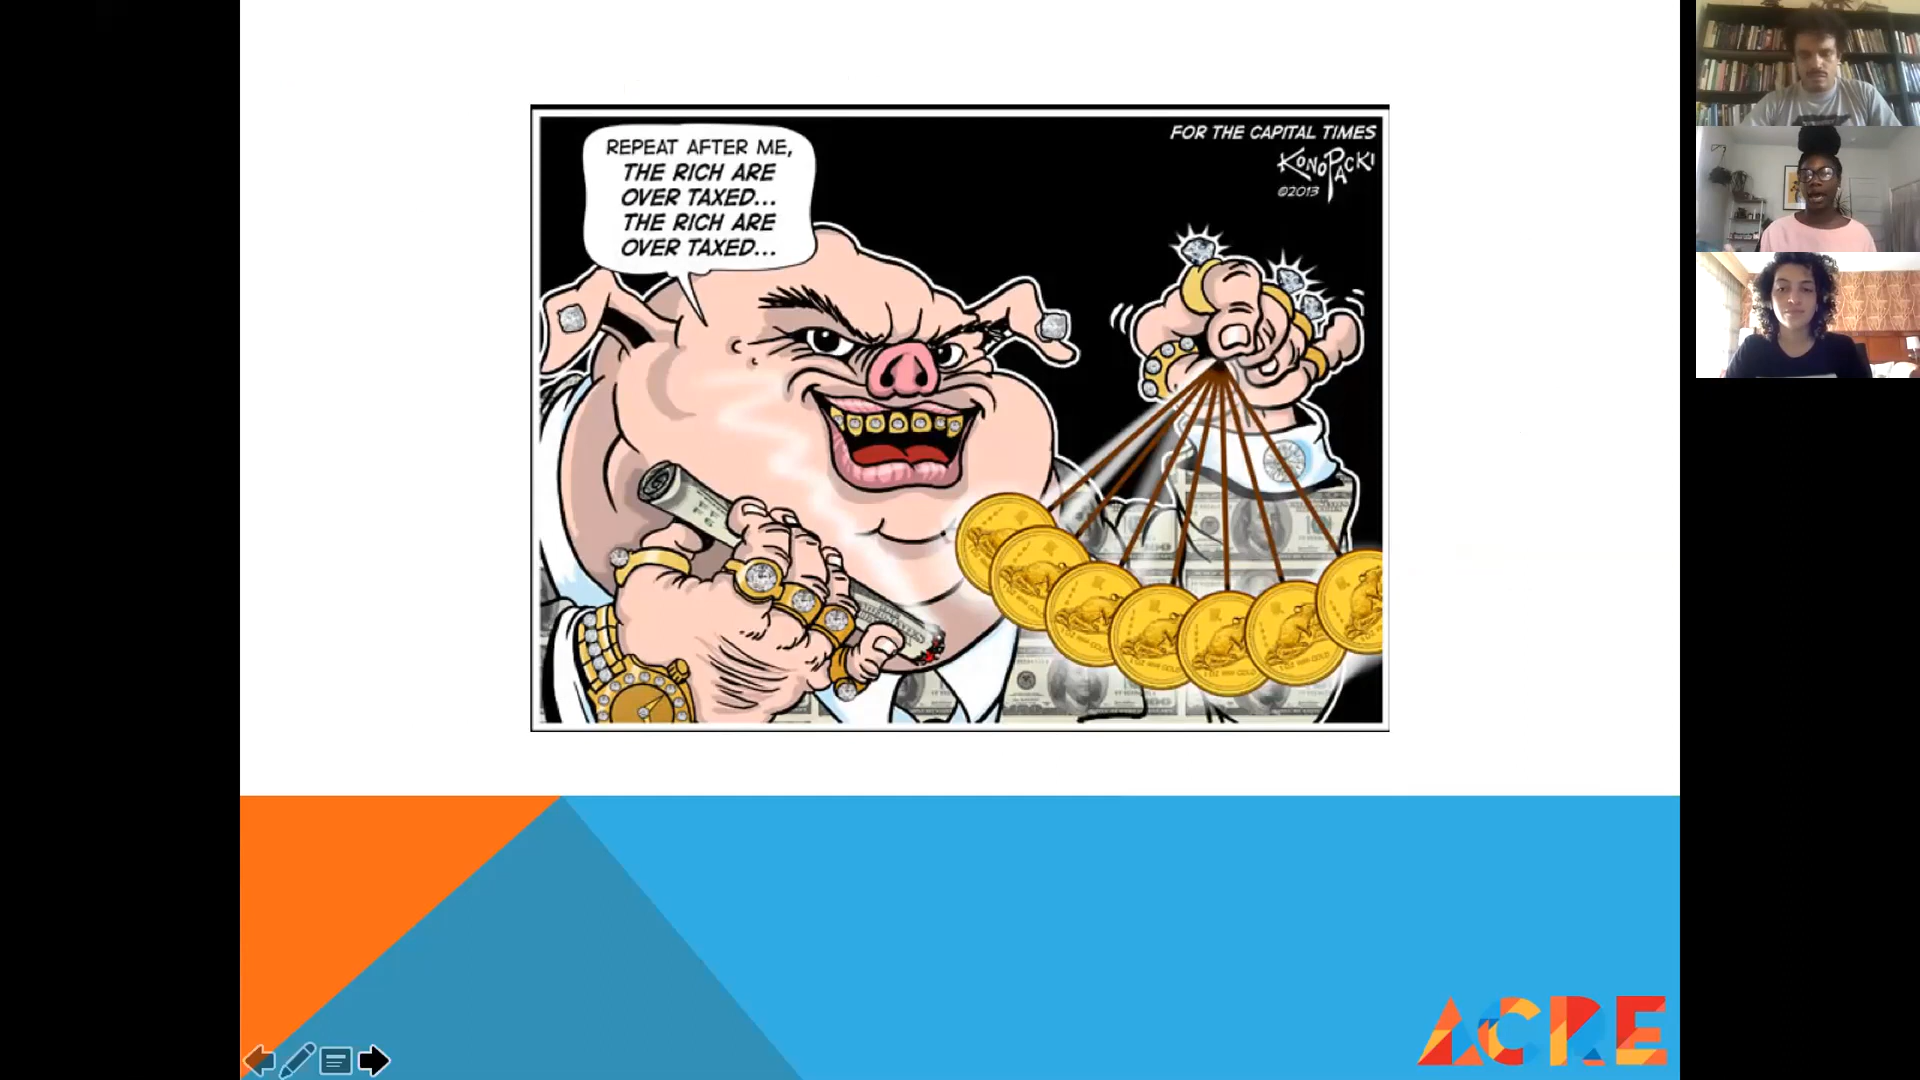 REPEAT AFTER ME,
THE RICH ARE
OVER TAXED...
THE RICH ARE
OVER TAXED...
FOR THE CAPITAL TIMES
KONOPACKI
©2013
ACRE